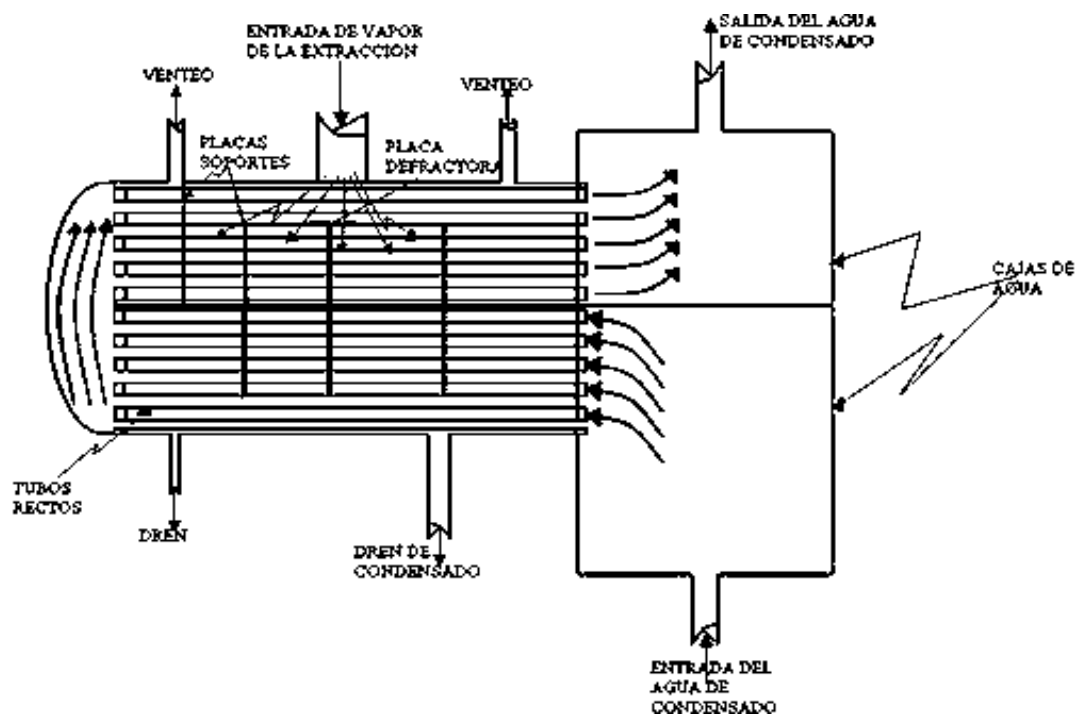 ENTRADA DE VAPOR
DE LA EXTRACCION
SALIDA DEL AGUA
DE CONDENSADO
VENTEO
VENTEO
PLACAS
SOPORTES
PLACA
DEFRACTORA
CAJAS DE
AGUA
TUBOS
RECTOS
DREN
DREN DE
CONDENSADO
ENTRADA DEL
AGUA DE
CONDENSADO